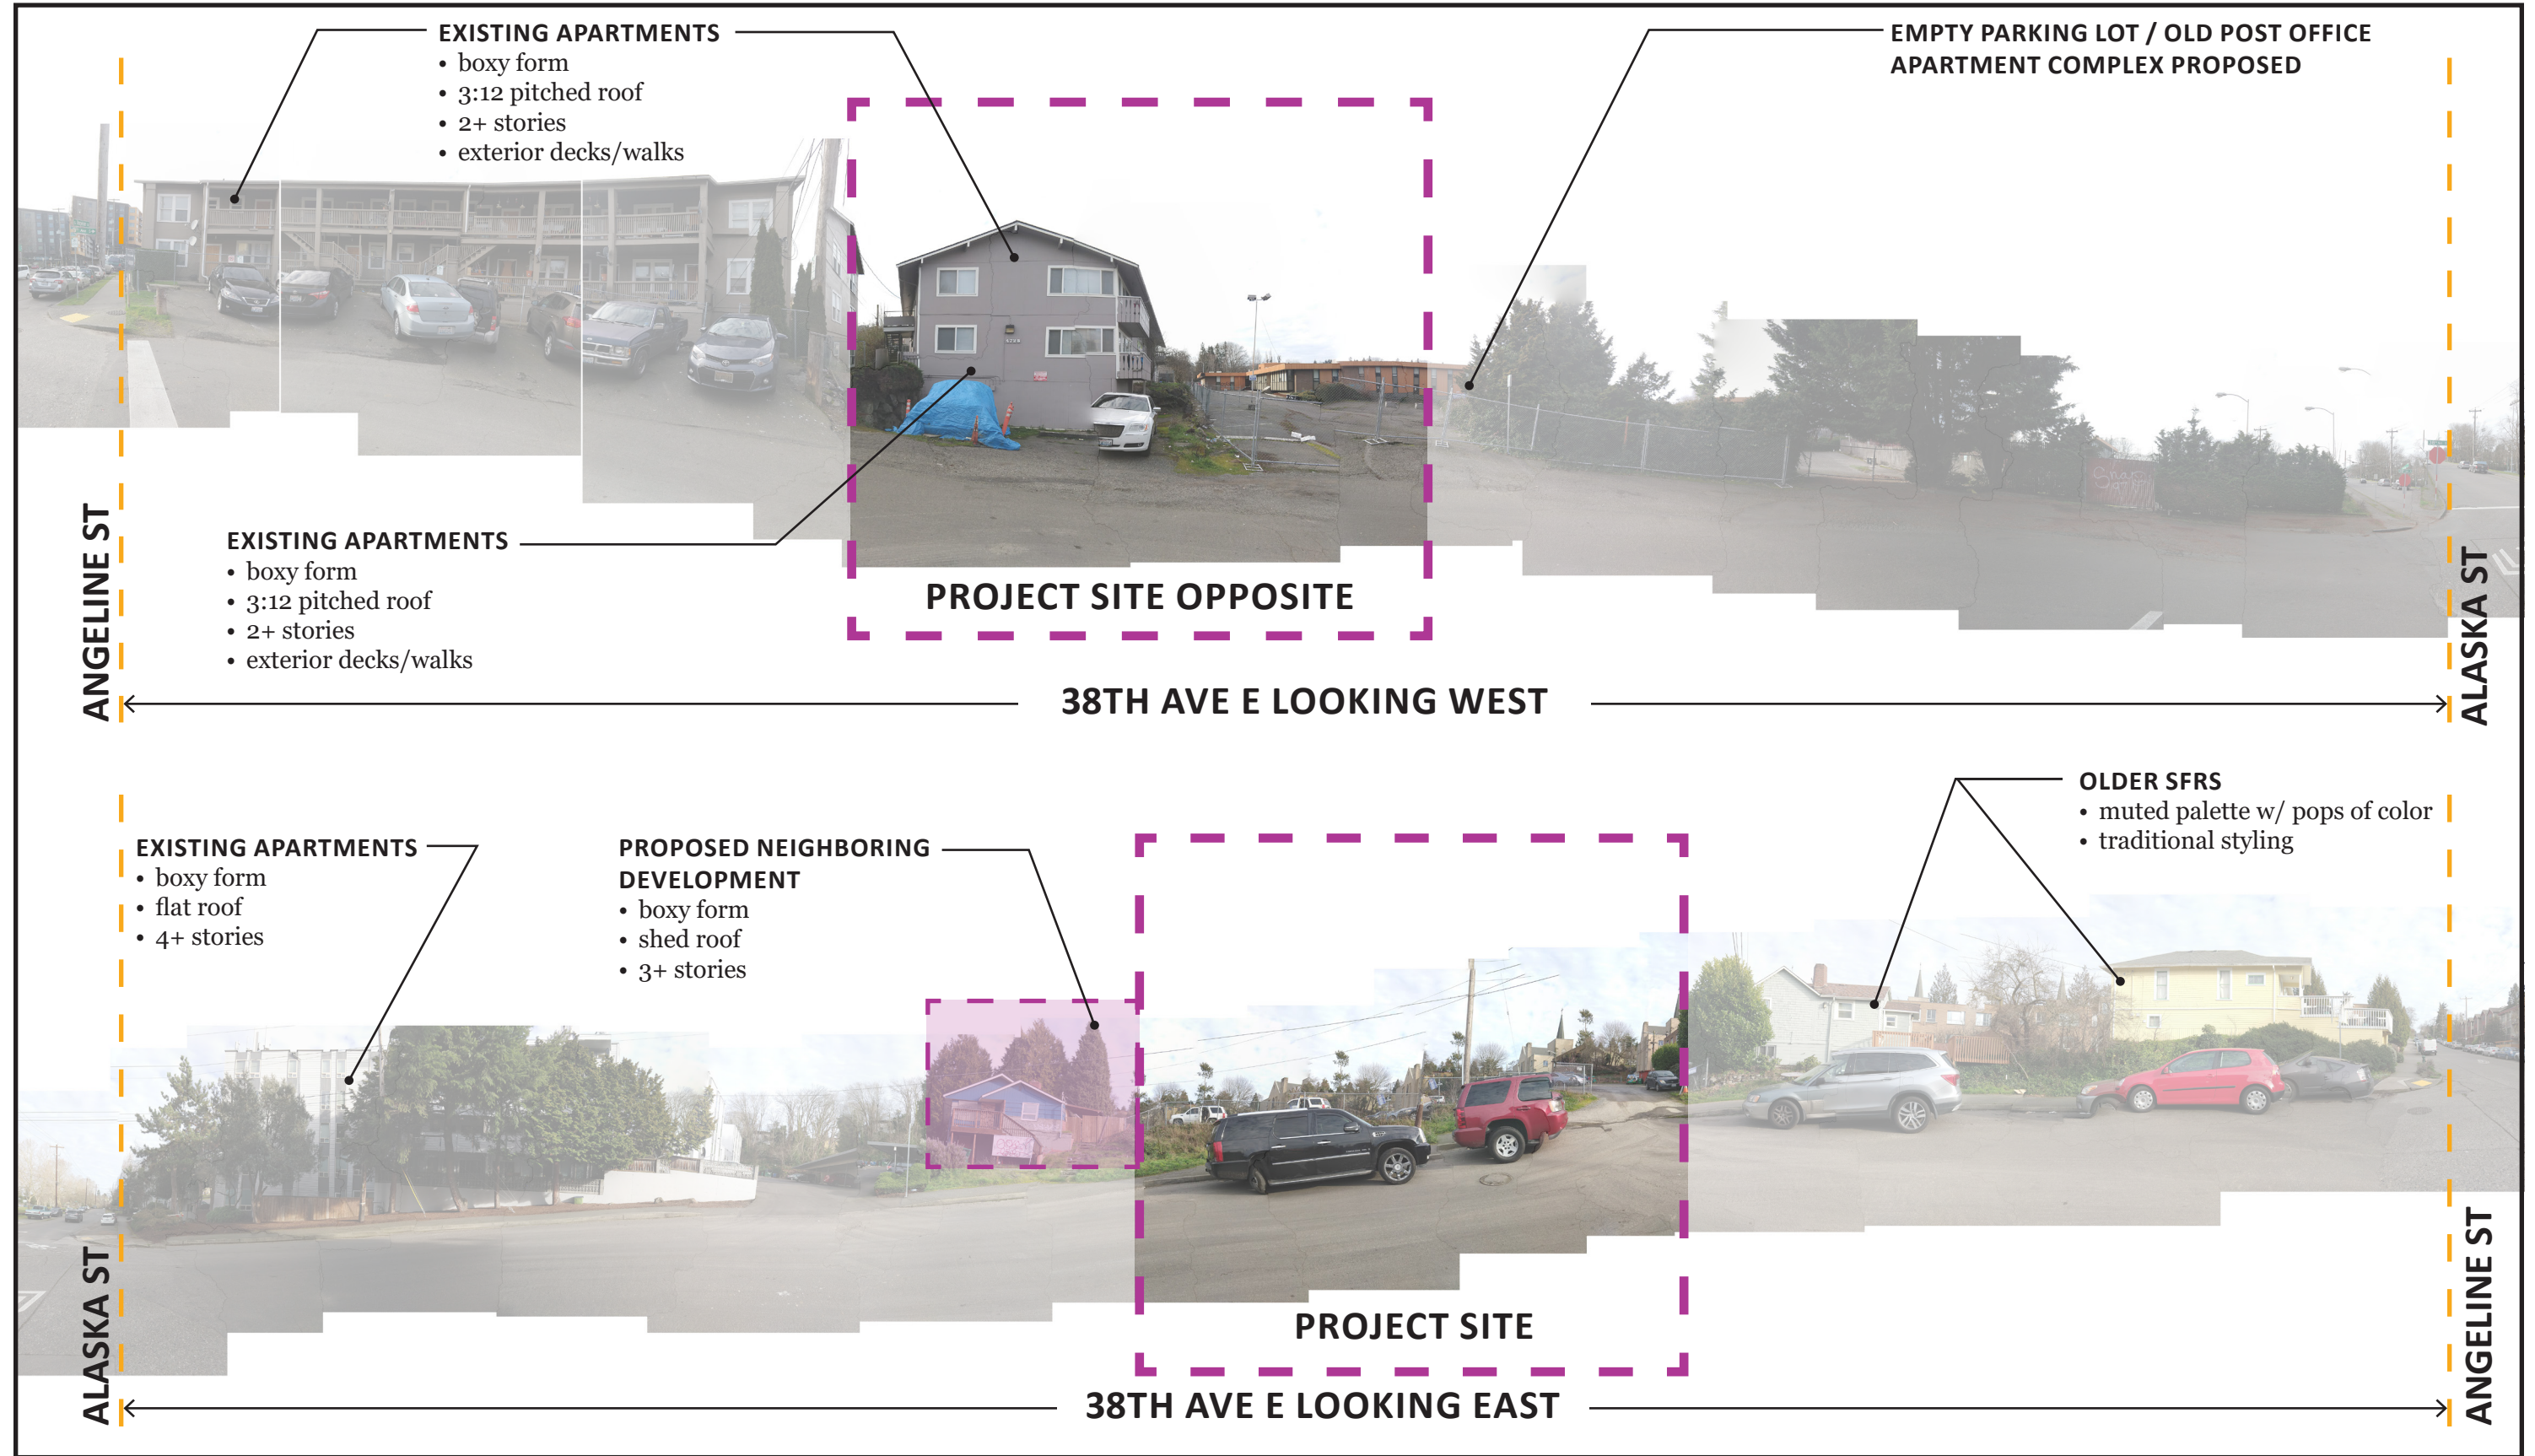 EXISTING APARTMENTS
• boxy form
• 3:12 pitched roof
• 2+ stories
• exterior decks/walks
EMPTY PARKING LOT / OLD POST OFFICE
APARTMENT COMPLEX PROPOSED
EXISTING APARTMENTS
• boxy form
• 3:12 pitched roof
• 2+ stories
• exterior decks/walks
PROJECT SITE OPPOSITE
ANGELINE ST
38TH AVE E LOOKING WEST
ALASKA ST
EXISTING APARTMENTS
• boxy form
• flat roof
• 4+ stories
PROPOSED NEIGHBORING
DEVELOPMENT
• boxy form
• shed roof
• 3+ stories
OLDER SFRS
• muted palette w/ pops of color
• traditional styling
PROJECT SITE
ALASKA ST
38TH AVE E LOOKING EAST
ANGELINE ST